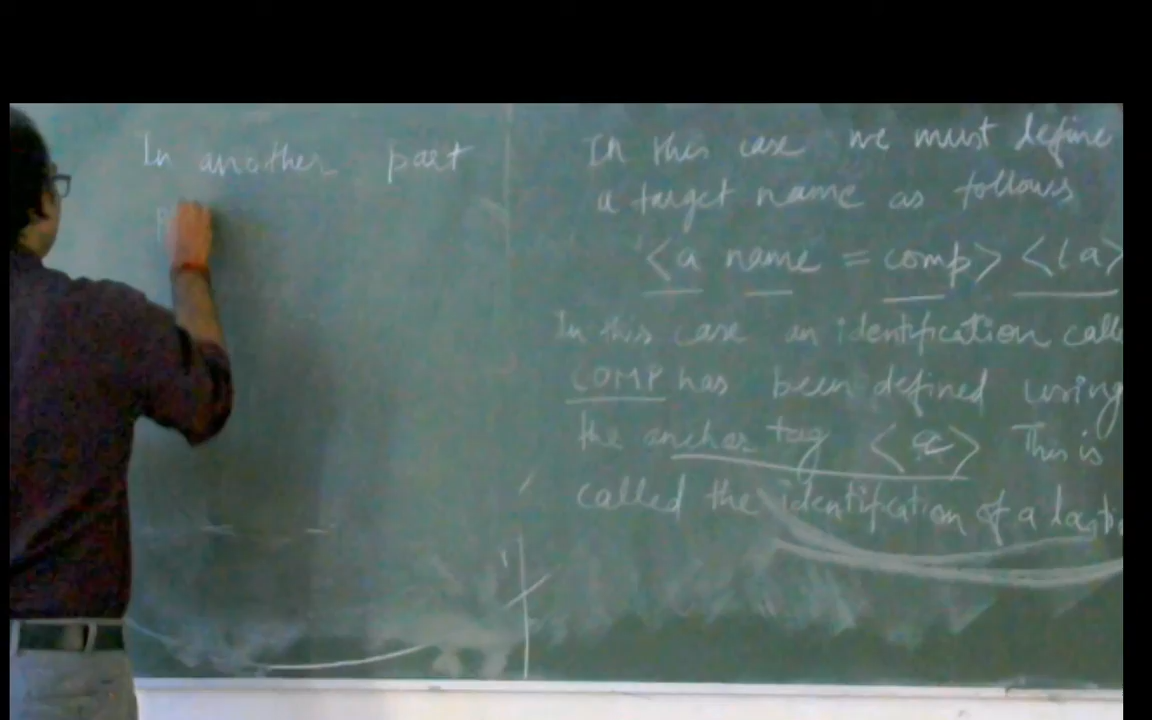 In another part
In this case we must define
a target name as follows
<a name = comp> </a>
In this case an identification call
COMP has been defined using
the anchor tag <a> This is
called the identification of a